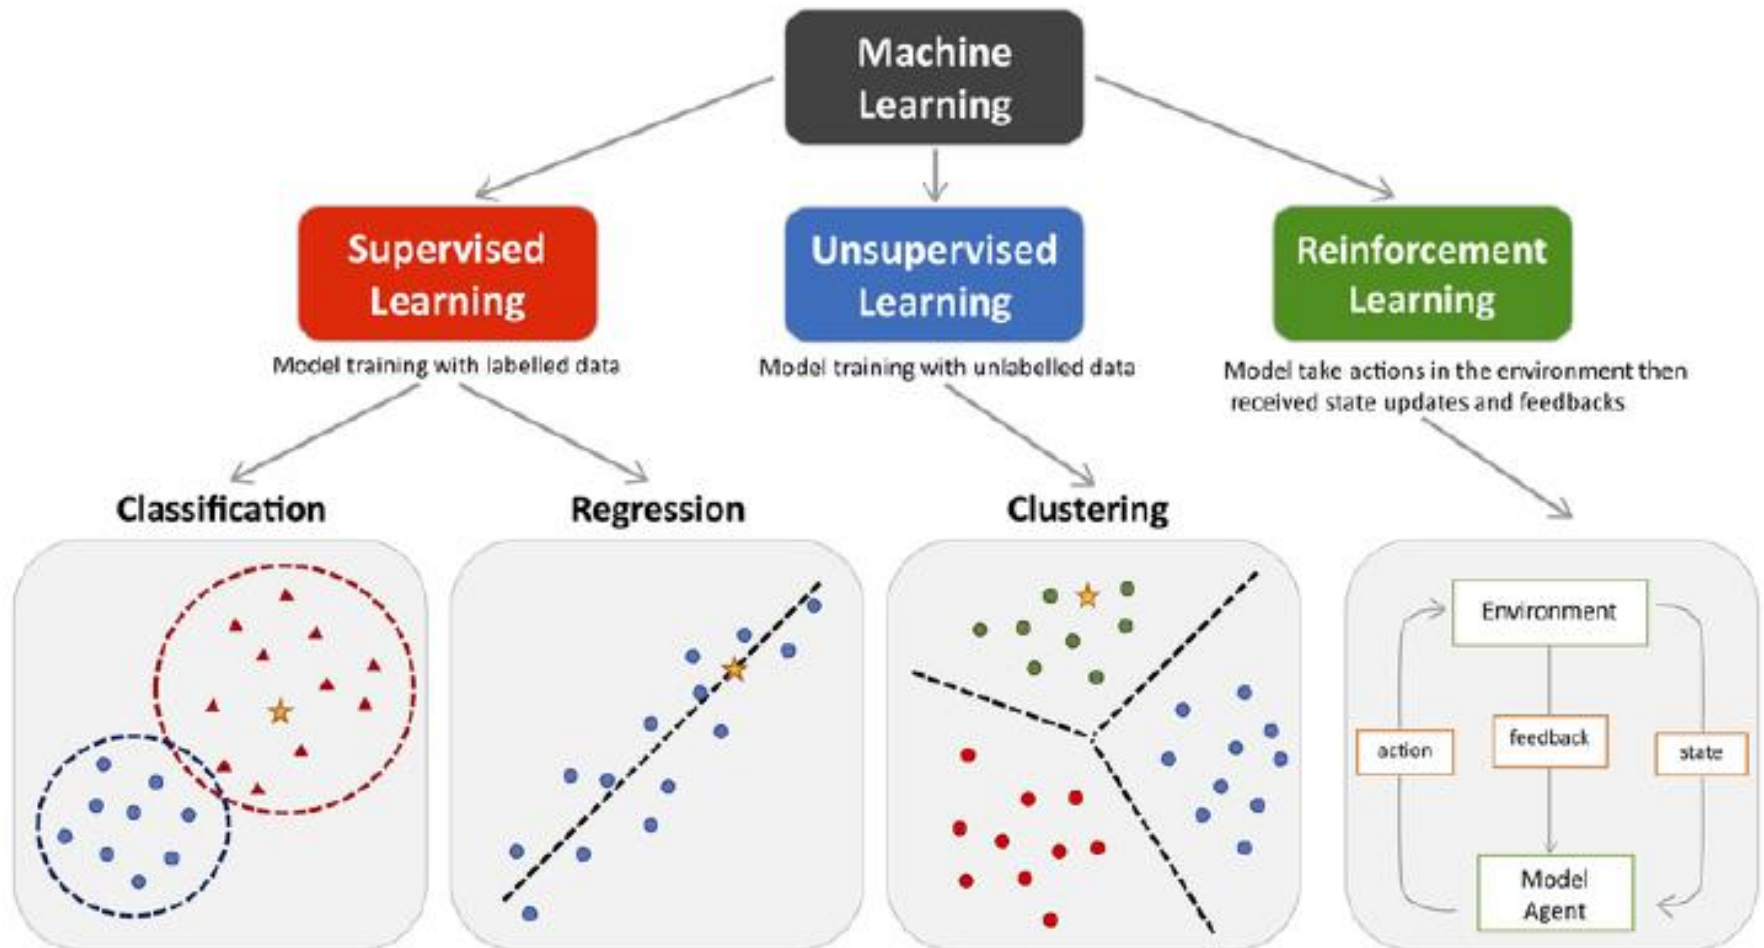 Machine
Learning
Supervised
Learning
Unsupervised
Learning
Reinforcement
Learning
Model training with labelled data
Model training with unlabelled data
Model take actions in the environment then
received state updates and feedbacks
Classification
Regression
Clustering
Environment
action
feedback
state
Model
Agent